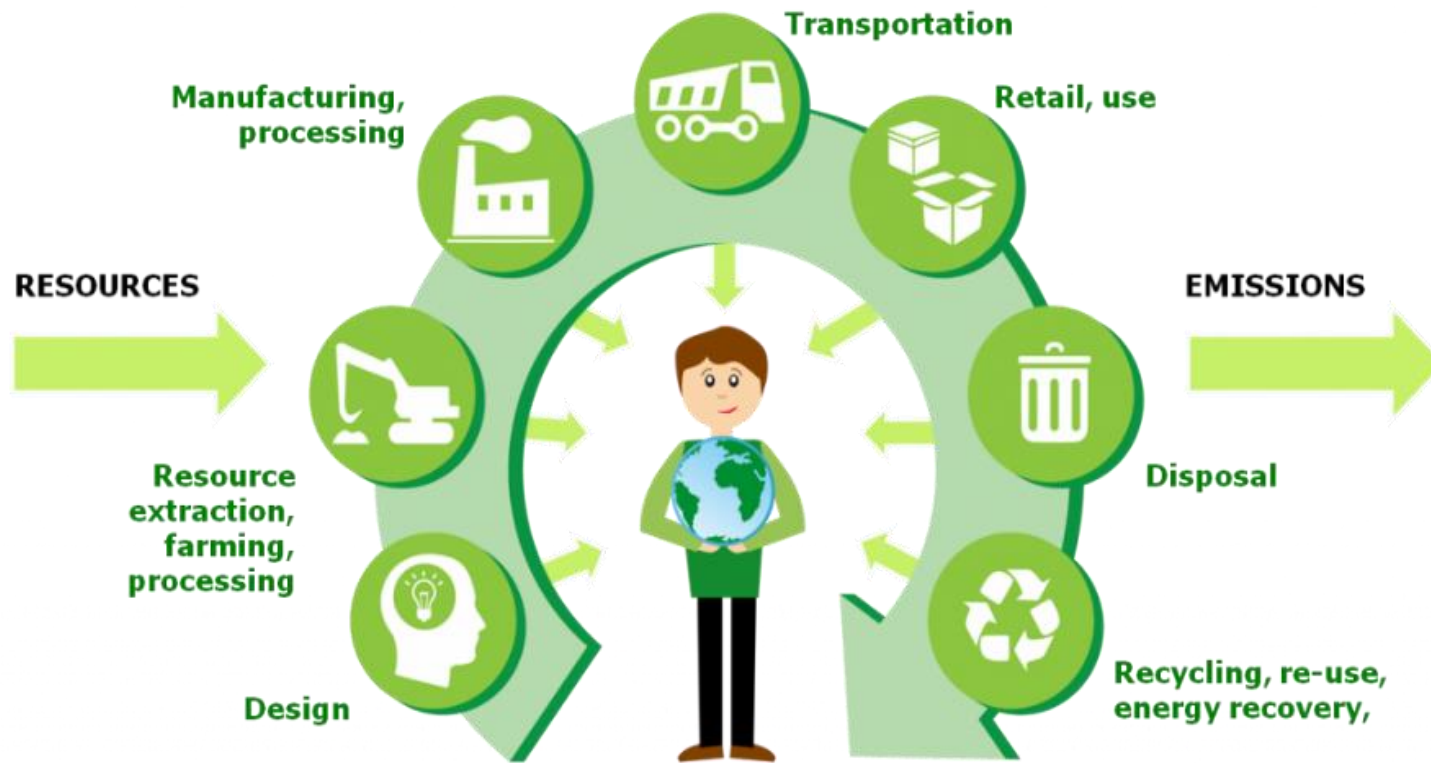 Transportation
Manufacturing,
processing
Retail, use
RESOURCES
EMISSIONS
Resource
extraction,
farming,
processing
Disposal
Design
Recycling, re-use,
energy recovery,